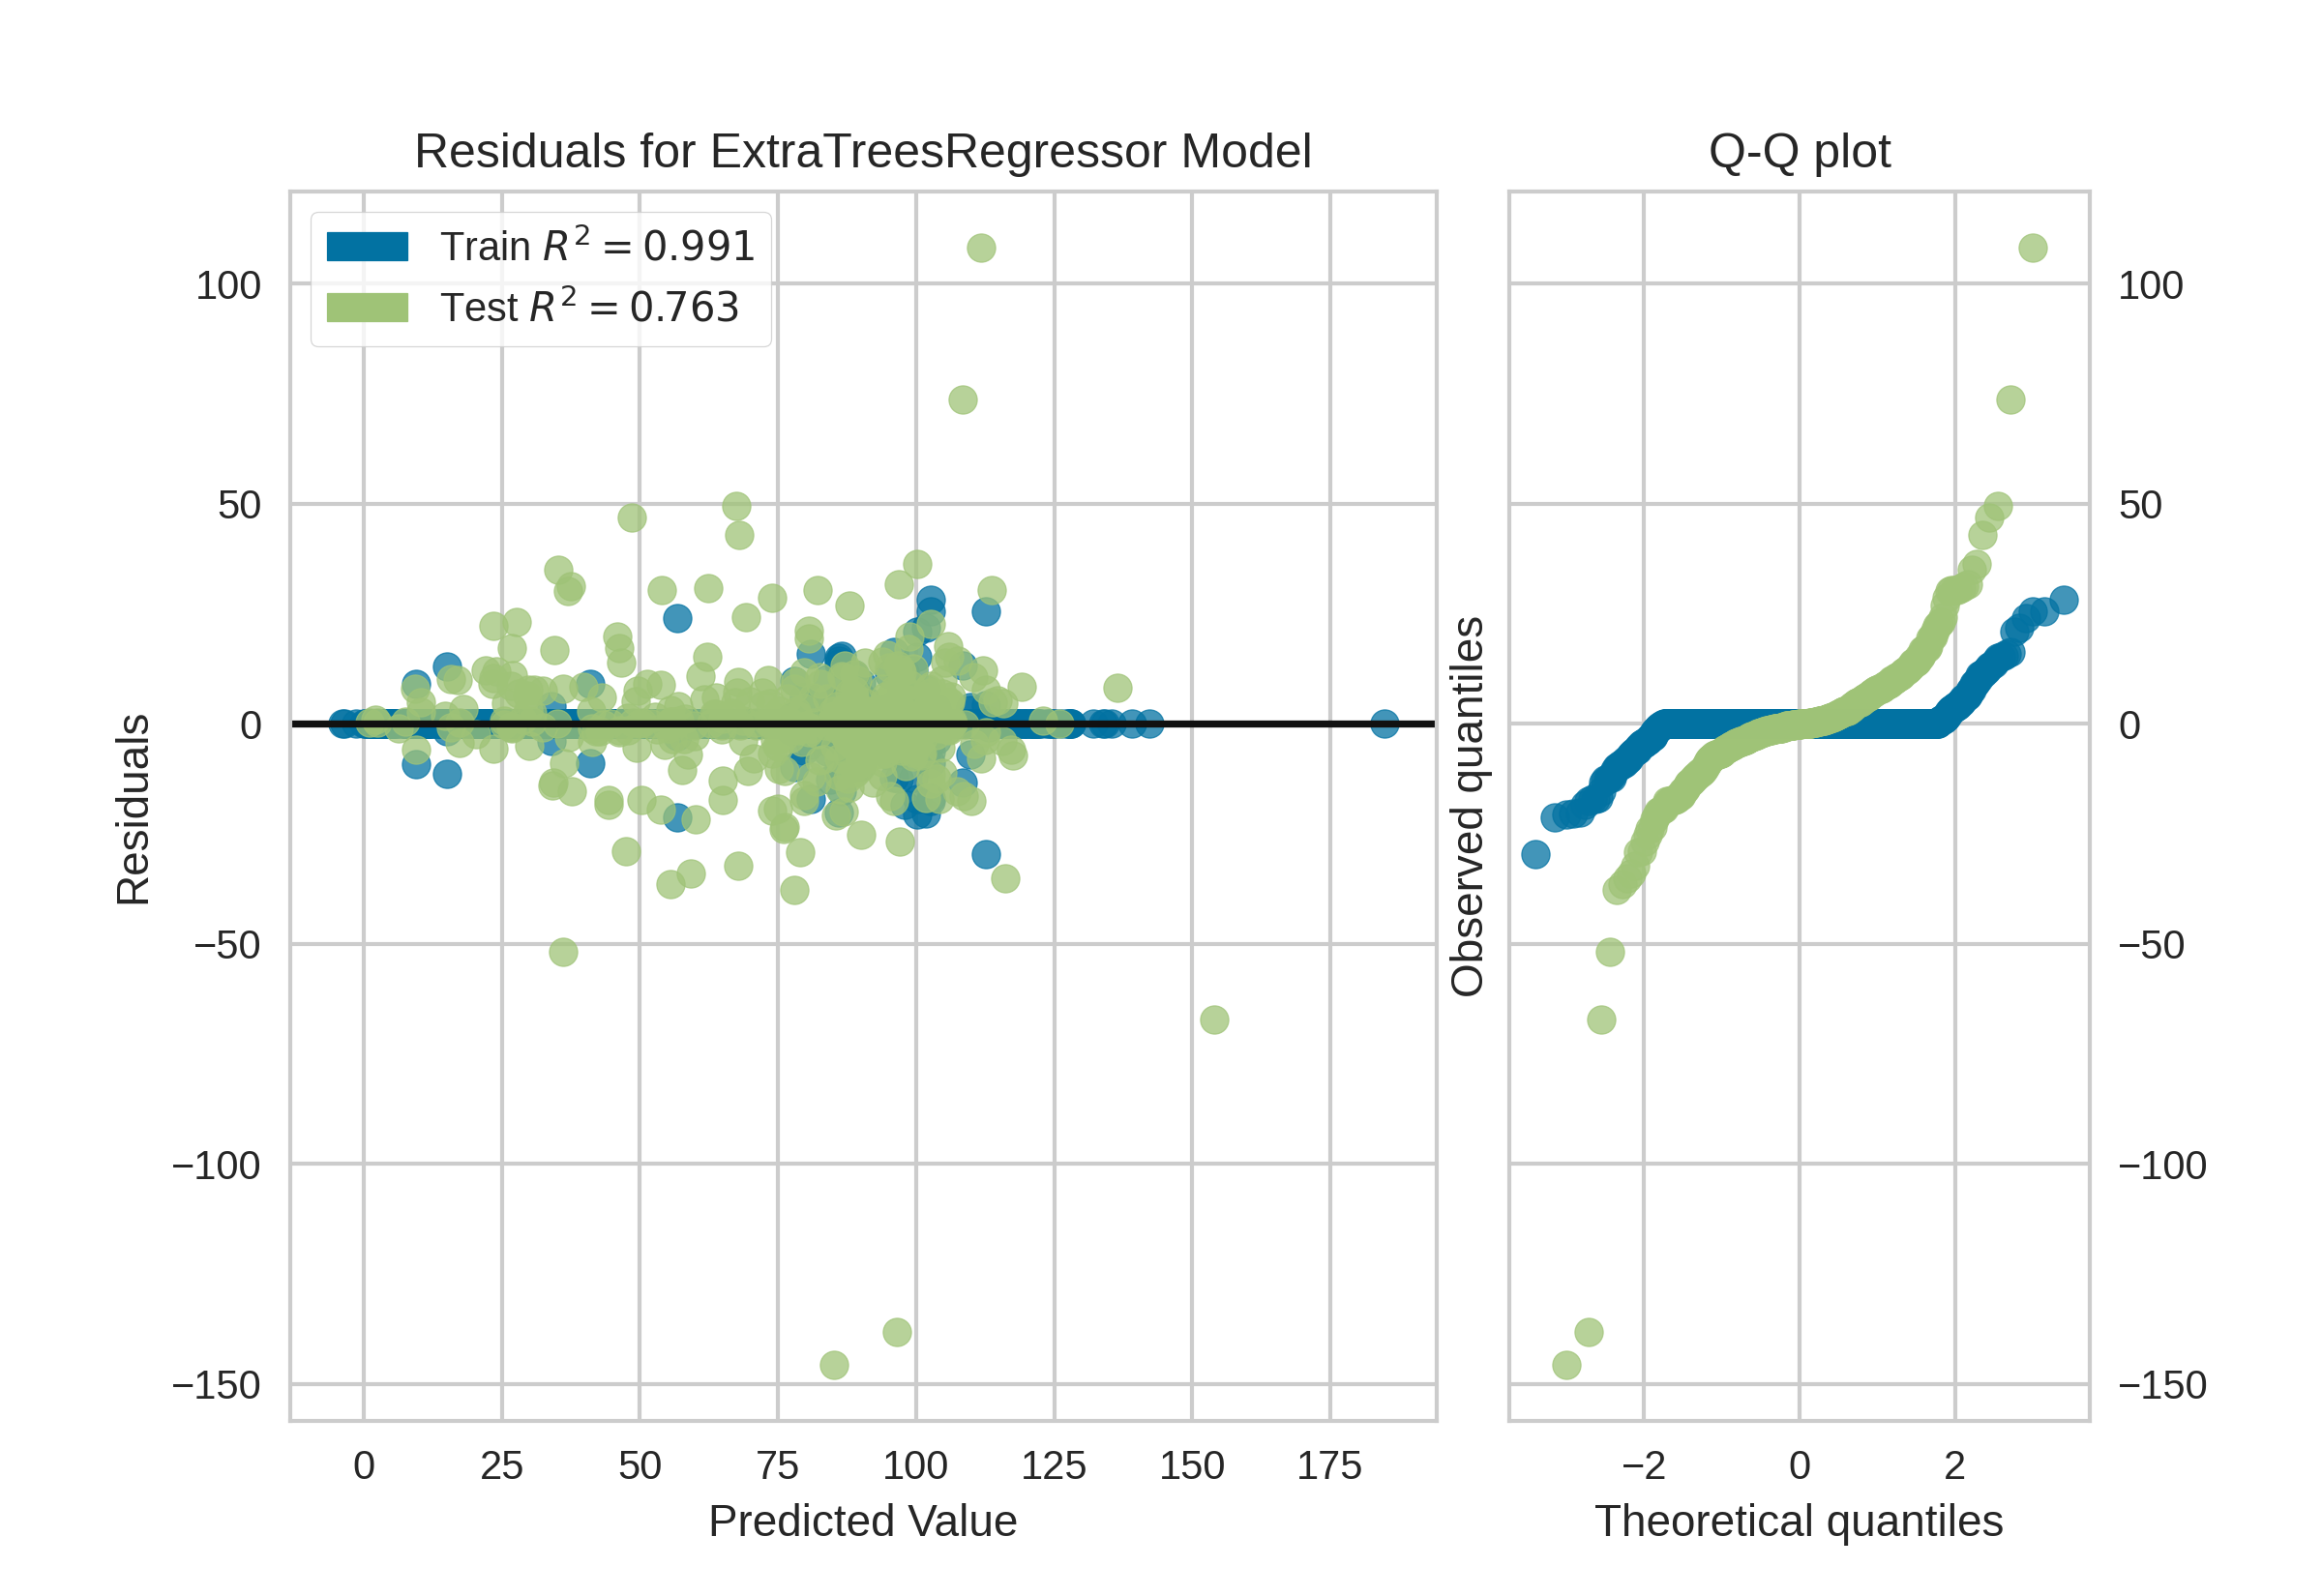 Residuals for ExtraTreesRegressor Model
Train R² = 0.991
Test R² = 0.763
100
50
0
−50
−100
−150
Residuals
0 25 50 75 100 125 150 175
Predicted Value
Q-Q plot
Observed quantiles
100
50
0
−50
−100
−150
−2 0 2
Theoretical quantiles